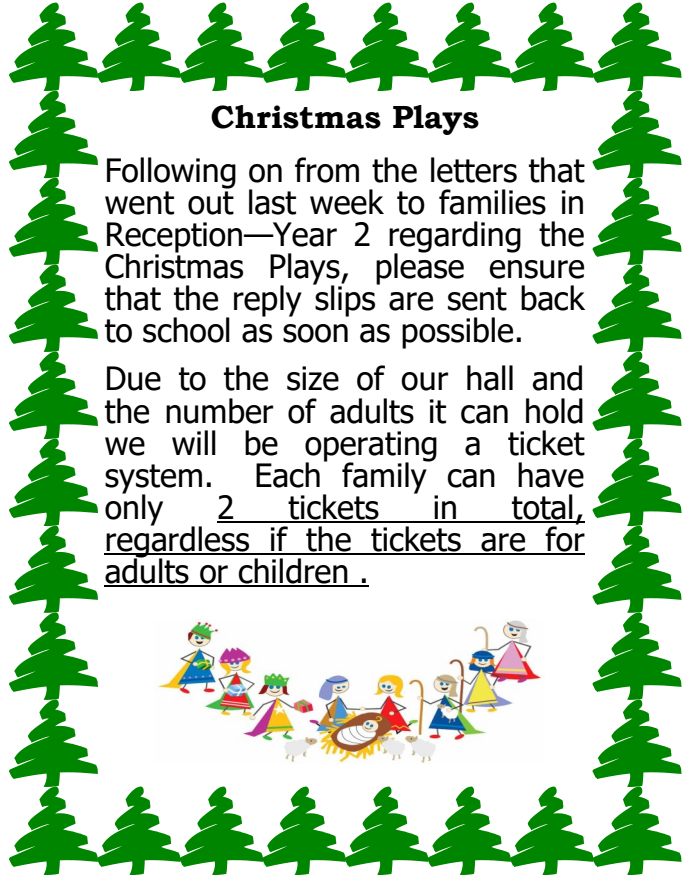 Christmas Plays
Following on from the letters that
went out last week to families in
Reception—Year 2 regarding the
Christmas Plays, please ensure
that the reply slips are sent back
to school as soon as possible.
Due to the size of our hall and
the number of adults it can hold
we will be operating a ticket
system. Each family can have
only 2 tickets in total,
regardless if the tickets are for
adults or children .